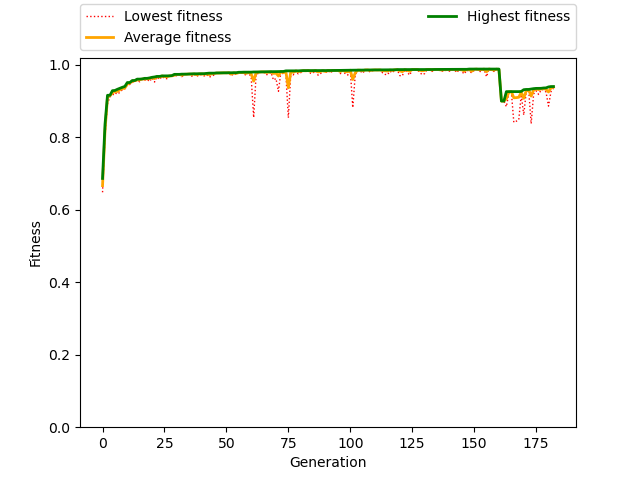 Lowest fitness
Average fitness
Highest fitness
1.0
0.8
0.6
0.4
0.2
0.0
Fitness
0 25 50 75 100 125 150 175
Generation